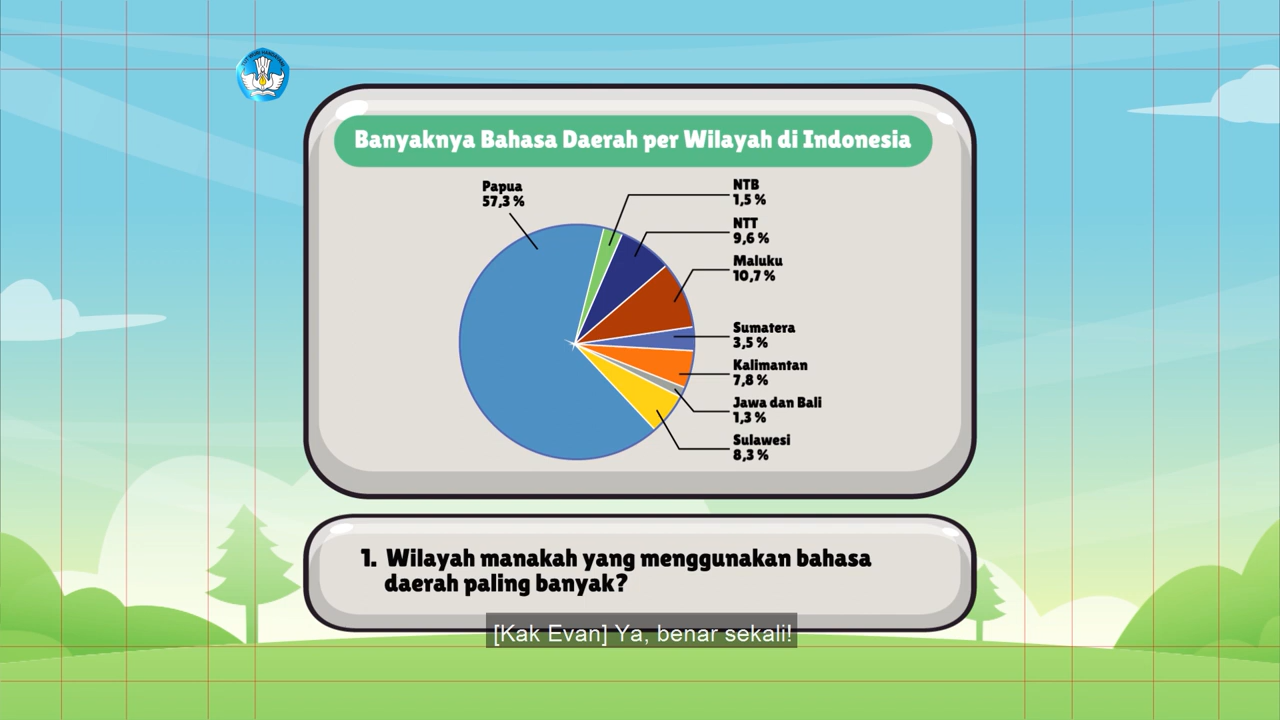 Banyaknya Bahasa Daerah per Wilayah di Indonesia
Papua
57,3 %
NTB
1,5 %
NTT
9,6 %
Maluku
10,7 %
Sumatera
3,5 %
Kalimantan
7,8 %
Jawa dan Bali
1,3 %
Sulawesi
8,3 %
1. Wilayah manakah yang menggunakan bahasa
daerah paling banyak?
[Kak Evan] Ya, benar sekali!